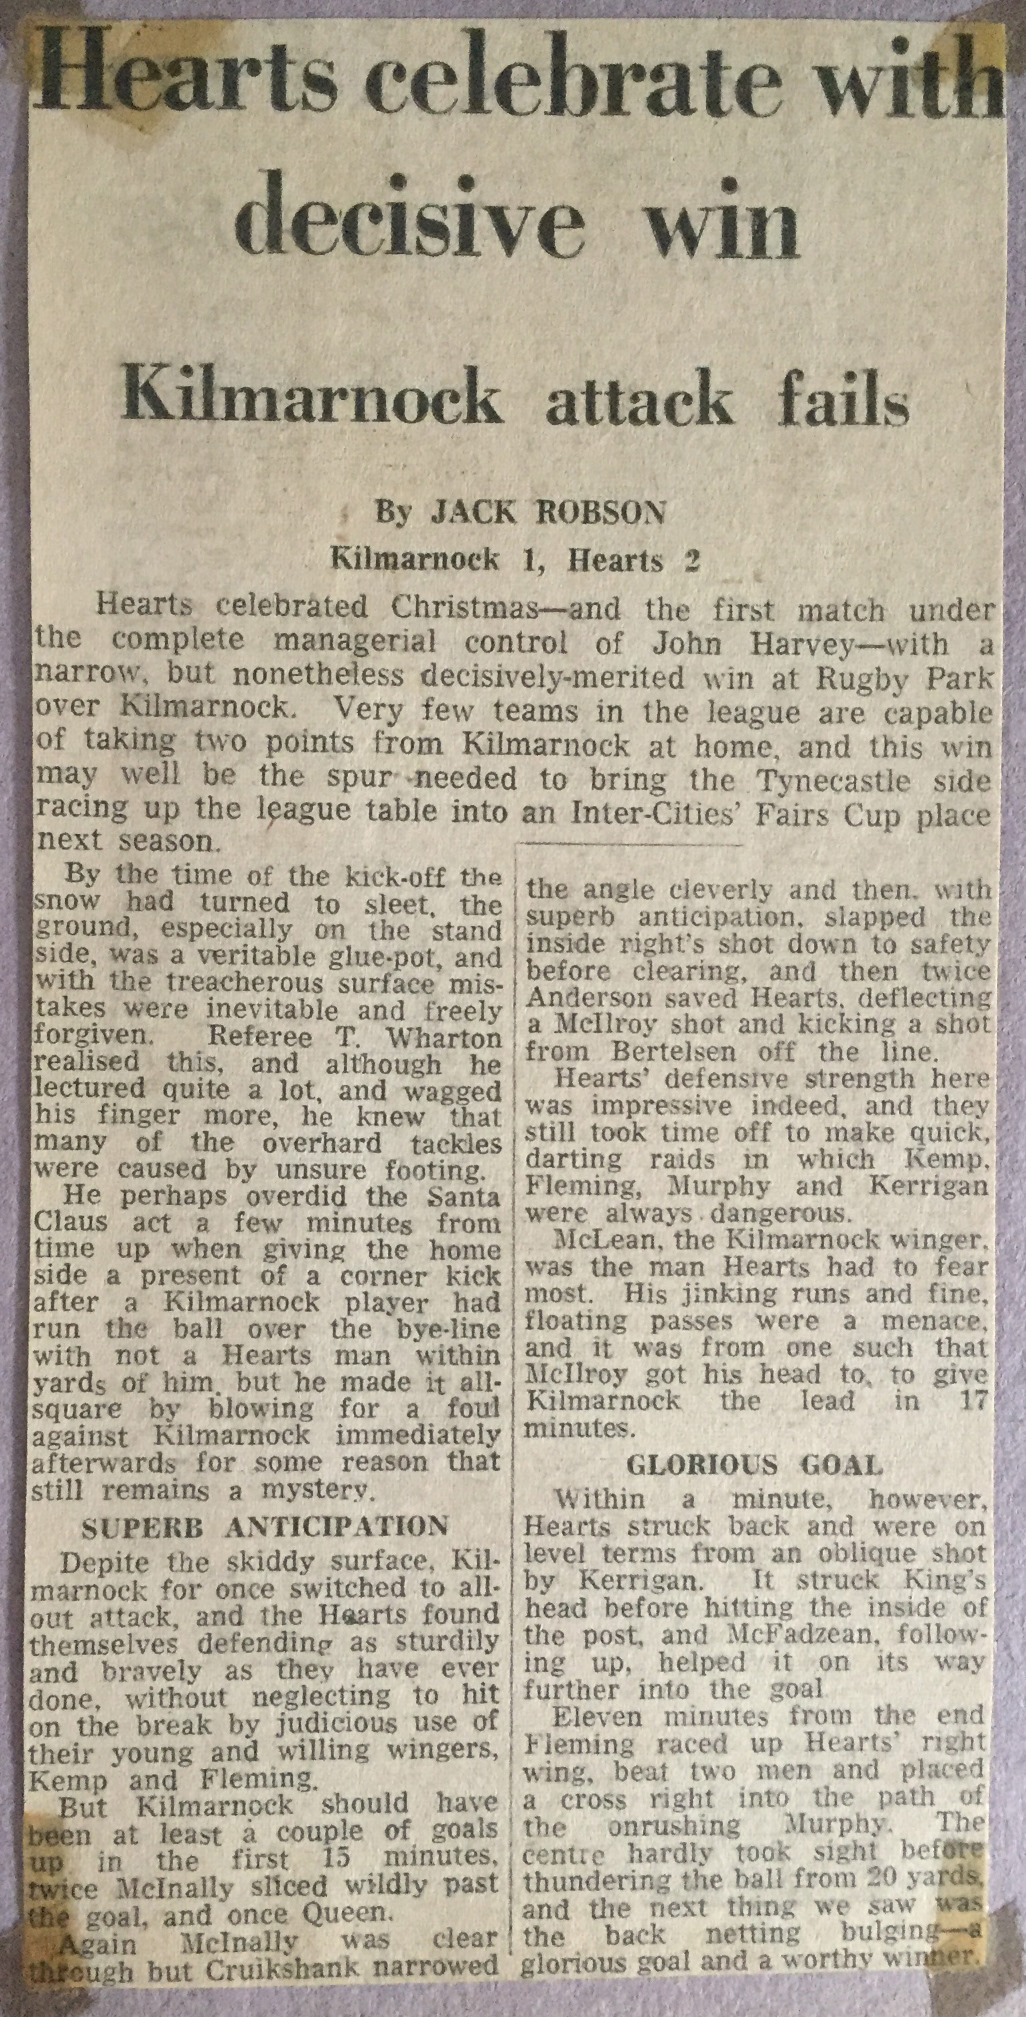 Hearts celebrate with
decisive win
Kilmarnock attack fails
By JACK ROBSON
Kilmarnock 1, Hearts 2
Hearts celebrated Christmas—and the first match under
the complete managerial control of John Harvey—with a
narrow, but nonetheless decisively-merited win at Rugby Park
over Kilmarnock. Very few teams in the league are capable
of taking two points from Kilmarnock at home, and this win
may well be the spur needed to bring the Tynecastle side
racing up the league table into an Inter-Cities' Fairs Cup place
next season.
By the time of the kick-off the
snow had turned to sleet, the
ground, especially on the stand
side, was a veritable glue-pot, and
with the treacherous surface mis-
takes were inevitable and freely
forgiven. Referee T. Wharton
realised this, and although he
lectured quite a lot, and wagged
his finger more, he knew that
many of the overhard tackles
were caused by unsure footing.
He perhaps overdid the Santa
Claus act a few minutes from
time up when giving the home
side a present of a corner kick
after a Kilmarnock player had
run the ball over the bye-line
with not a Hearts man within
yards of him, but he made it all-
square by blowing for a foul
against Kilmarnock immediately
afterwards for some reason that
still remains a mystery.
SUPERB ANTICIPATION
Depite the skiddy surface, Kil-
marnock for once switched to all-
out attack, and the Hearts found
themselves defending as sturdily
and bravely as they have ever
done, without neglecting to hit
on the break by judicious use of
their young and willing wingers,
Kemp and Fleming.
But Kilmarnock should have
been at least a couple of goals
up in the first 15 minutes,
twice McInally sliced wildly past
the goal, and once Queen.
Again McInally was clear
through but Cruikshank narrowed
the angle cleverly and then, with
superb anticipation, slapped the
inside right's shot down to safety
before clearing, and then twice
Anderson saved Hearts, deflecting
a McIlroy shot and kicking a shot
from Bertelsen off the line.
Hearts' defensive strength here
was impressive indeed, and they
still took time off to make quick,
darting raids in which Kemp,
Fleming, Murphy and Kerrigan
were always dangerous.
McLean, the Kilmarnock winger,
was the man Hearts had to fear
most. His jinking runs and fine,
floating passes were a menace,
and it was from one such that
McIlroy got his head to, to give
Kilmarnock the lead in 17
minutes.
GLORIOUS GOAL
Within a minute, however,
Hearts struck back and were on
level terms from an oblique shot
by Kerrigan. It struck King's
head before hitting the inside of
the post, and McFadzean, follow-
ing up, helped it on its way
further into the goal
Eleven minutes from the end
Fleming raced up Hearts' right
wing, beat two men and placed
a cross right into the path of
the onrushing Murphy. The
centre hardly took sight before
thundering the ball from 20 yards,
and the next thing we saw was
the back netting bulging—a
glorious goal and a worthy winner.